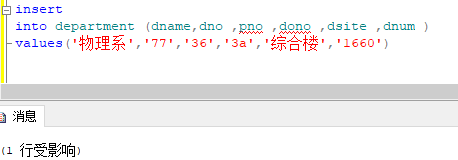 insert
into department (dname,dno ,pno ,dono ,dsite ,dnum )
values('物理系','77','36','3a','综合楼','1660')
消息
(1 行受影响)